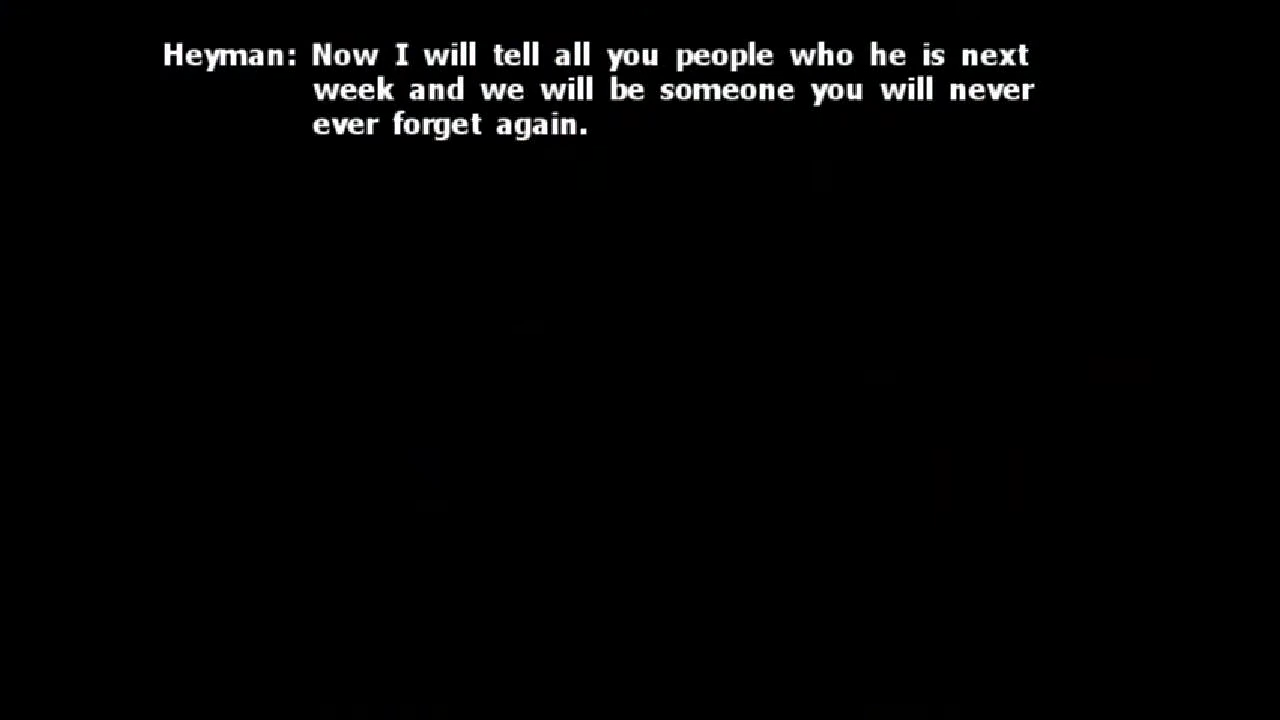 Heyman: Now I will tell all you people who he is next
week and we will be someone you will never
ever forget again.